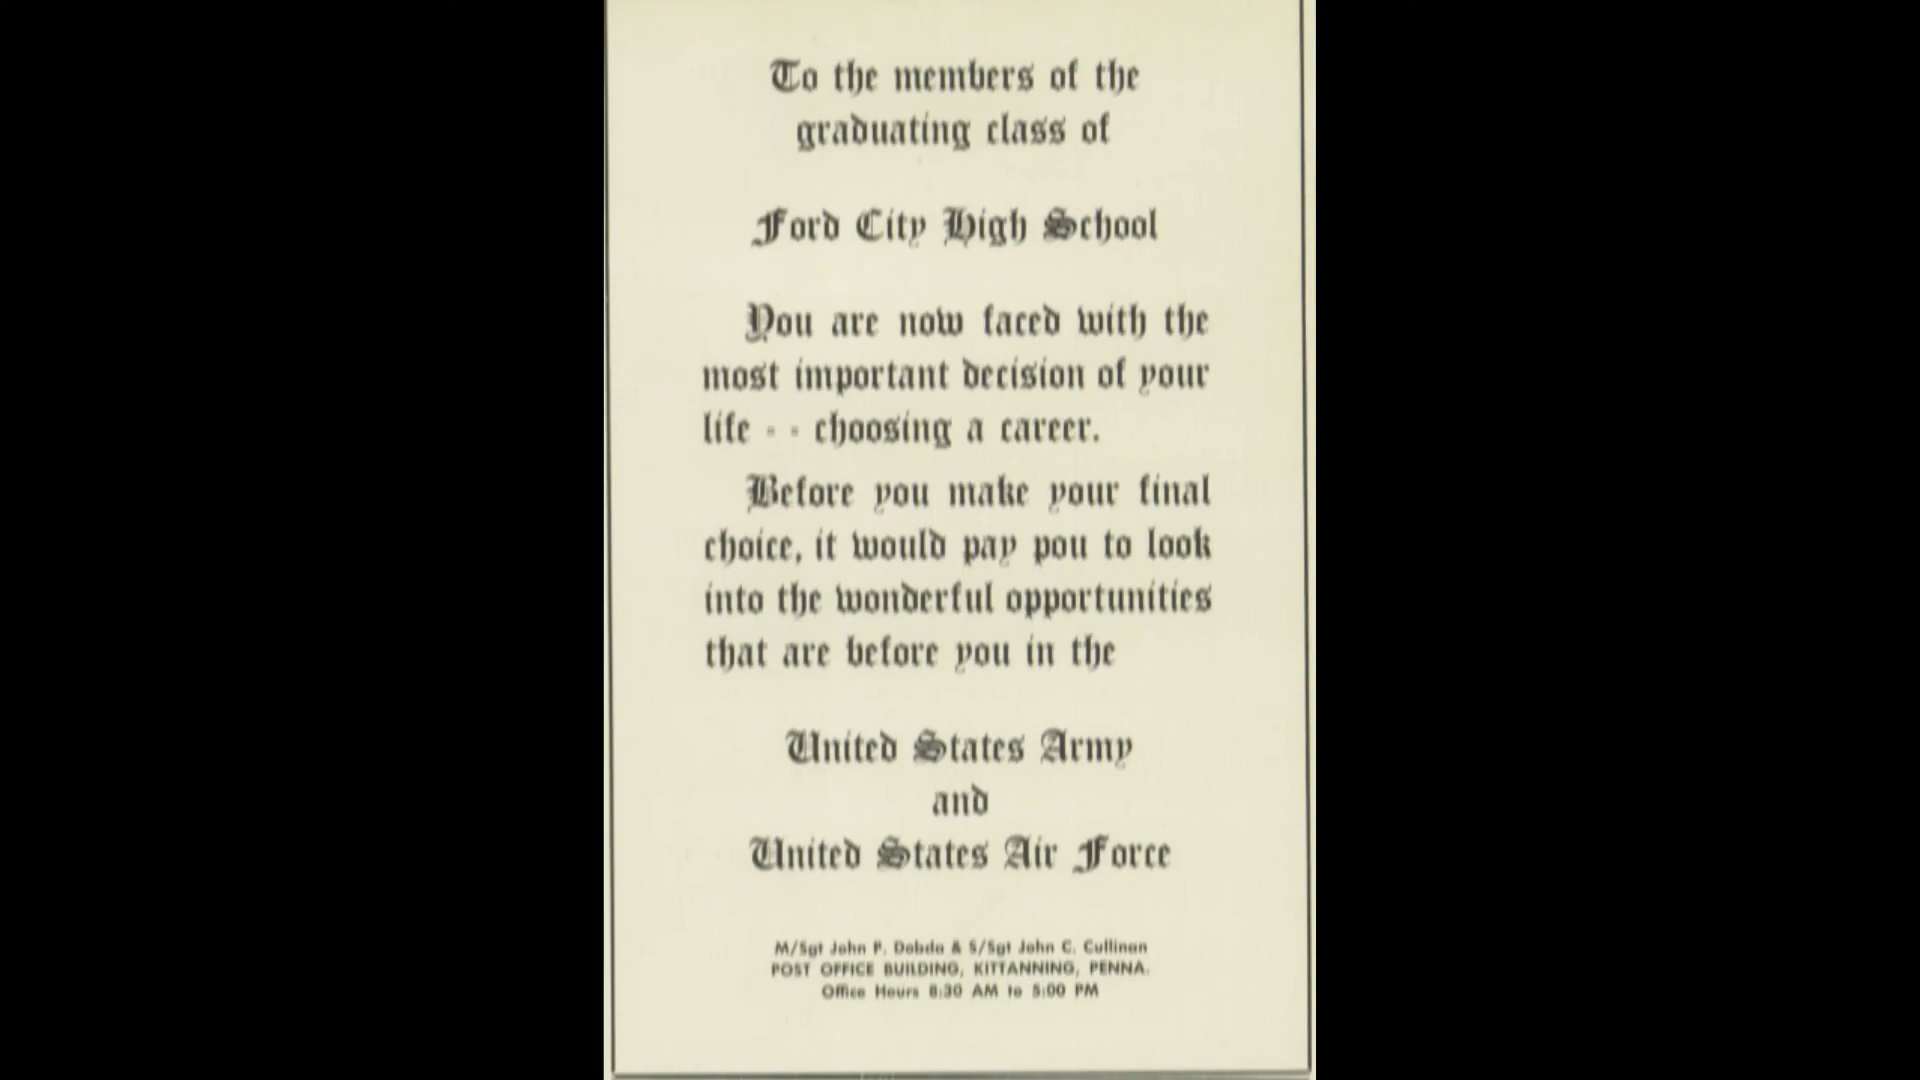 To the members of the
graduating class of
Ford City High School
You are now faced with the
most important decision of your
life - - choosing a career.
Before you make your final
choice, it would pay pou to look
into the wonderful opportunities
that are before you in the
United States Army
and
United States Air Force
M/Sgt John P. Dobda & S/Sgt John C. Cullinan
POST OFFICE BUILDING, KITTANNING, PENNA.
Office Hours 8:30 AM to 5:00 PM